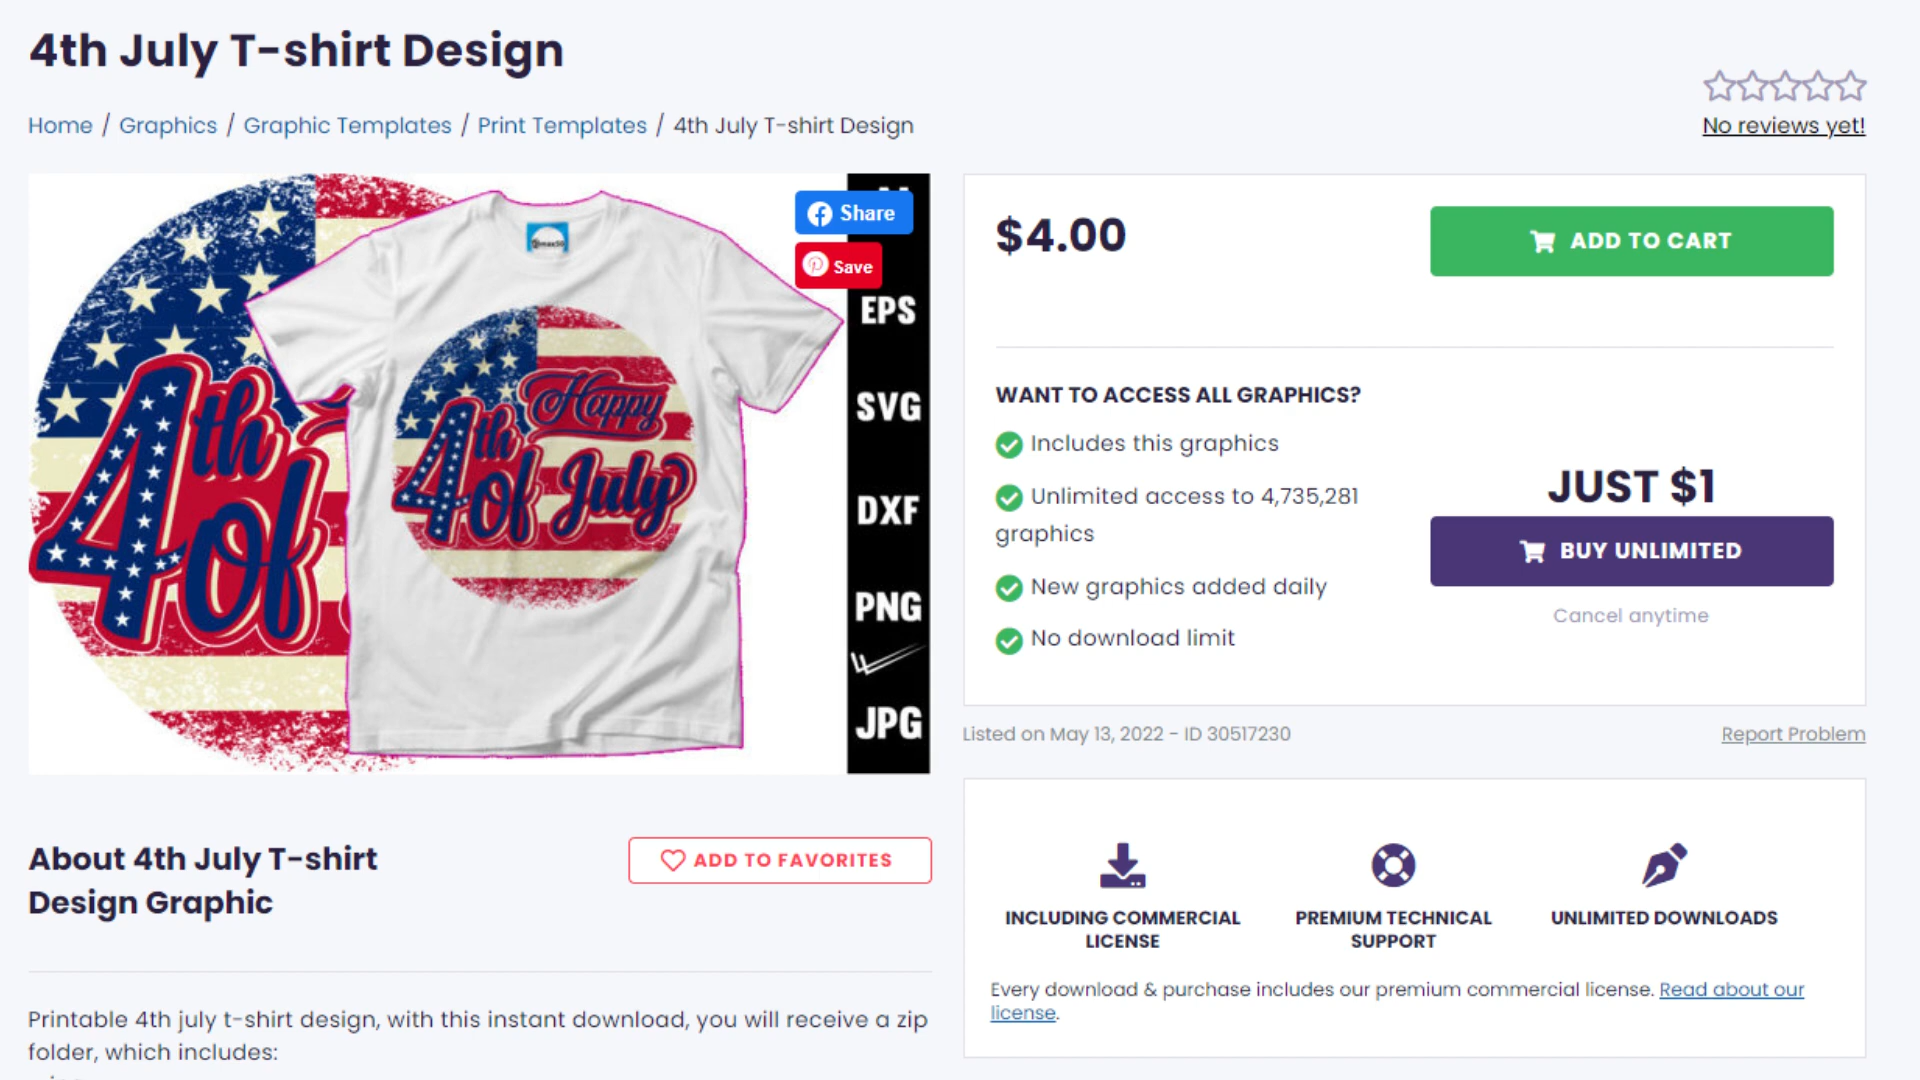 4th July T-shirt Design
Home / Graphics / Graphic Templates / Print Templates / 4th July T-shirt Design
No reviews yet!
4th
of
Happy
4th
of July
Share
Save
EPS
SVG
DXF
PNG
JPG
$4.00
ADD TO CART
WANT TO ACCESS ALL GRAPHICS?
Includes this graphics
Unlimited access to 4,735,281
graphics
New graphics added daily
No download limit
JUST $1
BUY UNLIMITED
Cancel anytime
Listed on May 13, 2022 - ID 30517230
Report Problem
About 4th July T-shirt
Design Graphic
ADD TO FAVORITES
Printable 4th july t-shirt design, with this instant download, you will receive a zip
folder, which includes:
INCLUDING COMMERCIAL
LICENSE
PREMIUM TECHNICAL
SUPPORT
UNLIMITED DOWNLOADS
Every download & purchase includes our premium commercial license. Read about our
license.